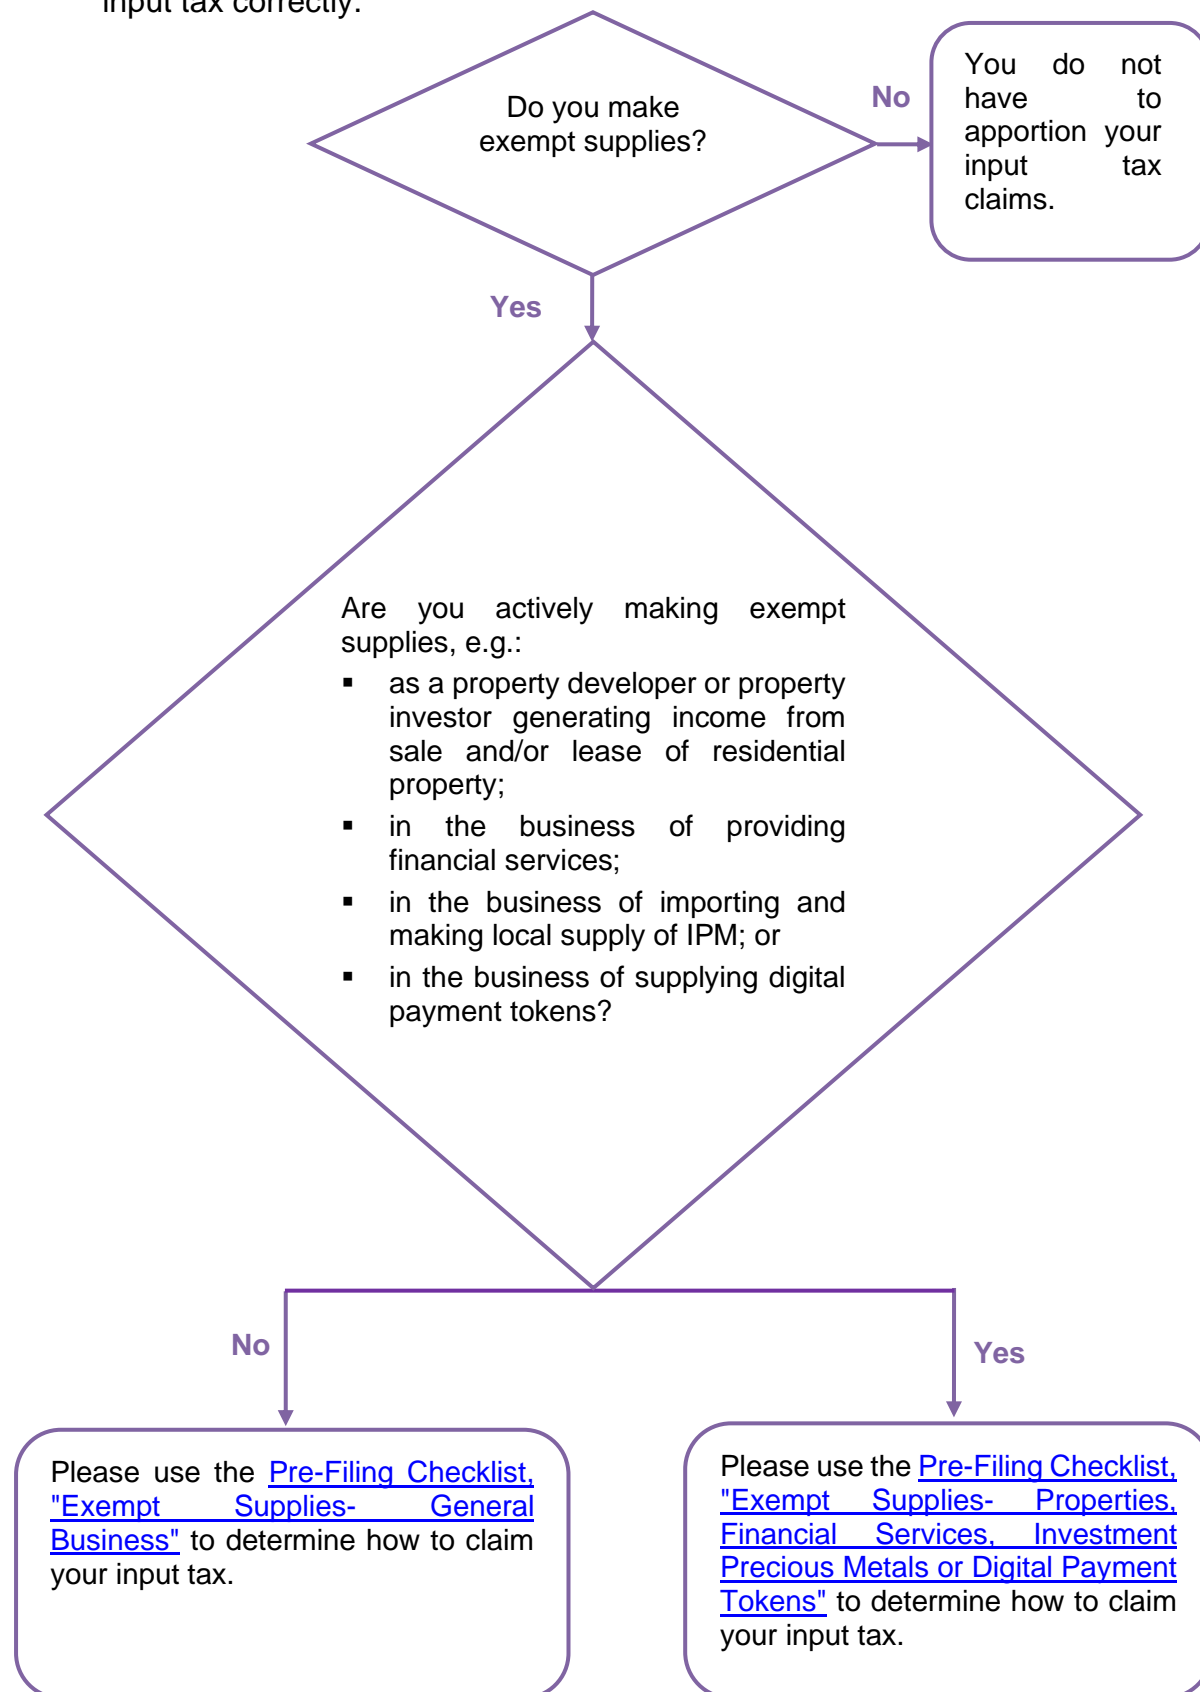 input tax correctly.
Do you make
exempt supplies?
No
You do not
have to
apportion your
input tax
claims.
Yes
Are you actively making exempt
supplies, e.g.:
▪ as a property developer or property
investor generating income from
sale and/or lease of residential
property;
▪ in the business of providing
financial services;
▪ in the business of importing and
making local supply of IPM; or
▪ in the business of supplying digital
payment tokens?
No
Yes
Please use the Pre-Filing Checklist,
"Exempt Supplies- General
Business" to determine how to claim
your input tax.
Please use the Pre-Filing Checklist,
"Exempt Supplies- Properties,
Financial Services, Investment
Precious Metals or Digital Payment
Tokens" to determine how to claim
your input tax.